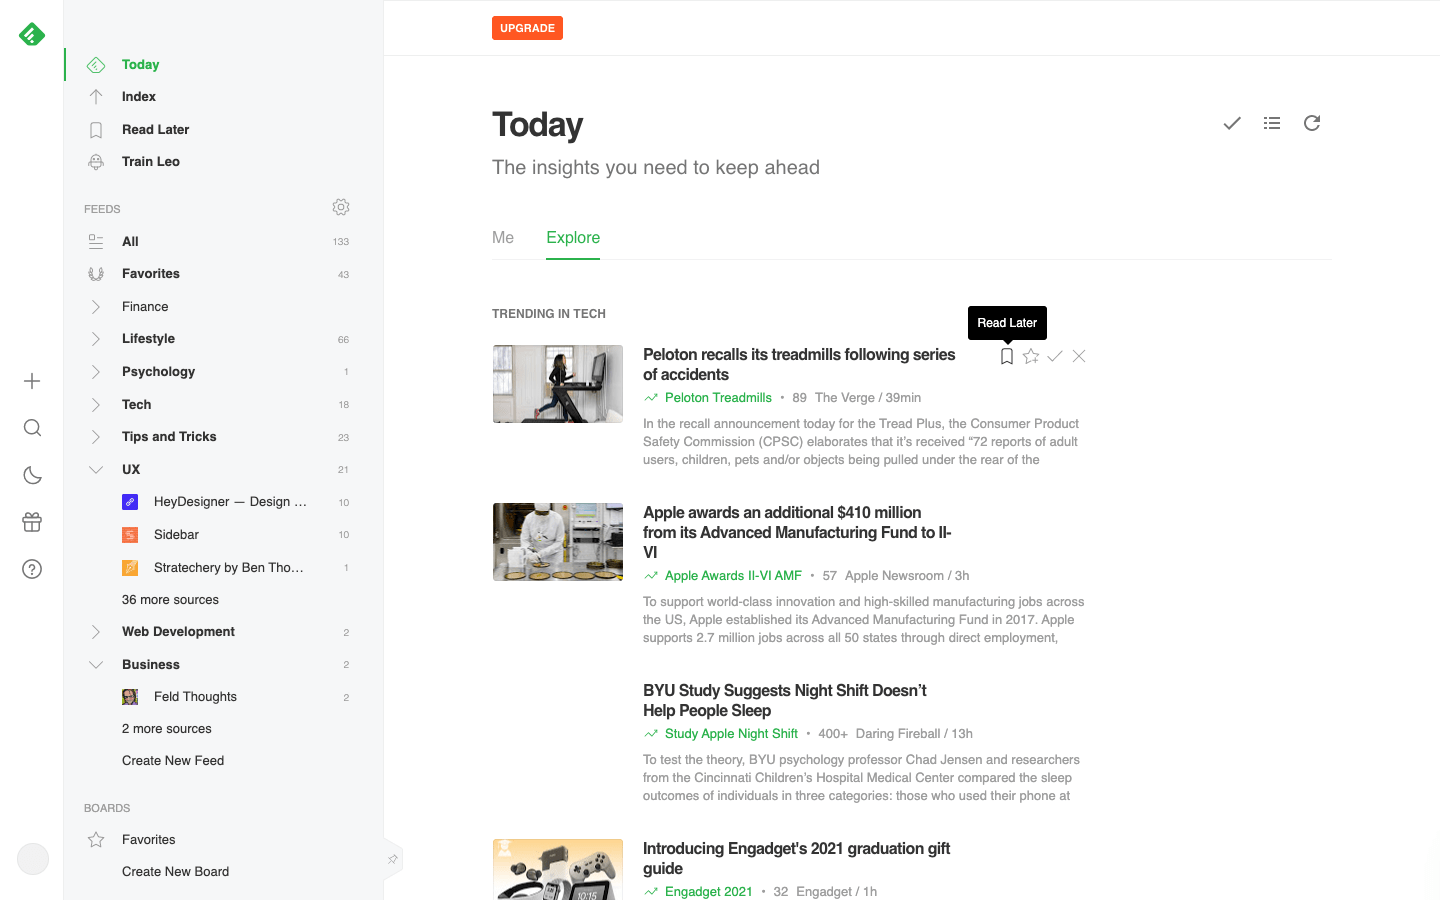 UPGRADE
Today
Index
Read Later
Train Leo
FEEDS
All 133
Favorites 43
Finance
Lifestyle 66
Psychology 1
Tech 18
Tips and Tricks 23
UX 21
HeyDesigner — Design ... 10
Sidebar 10
Stratechery by Ben Tho... 1
36 more sources
Web Development 2
Business 2
Feld Thoughts 2
2 more sources
Create New Feed
BOARDS
Favorites
Create New Board
Today
The insights you need to keep ahead
Me Explore
TRENDING IN TECH
Read Later
Peloton recalls its treadmills following series
of accidents
Peloton Treadmills • 89 The Verge / 39min
In the recall announcement today for the Tread Plus, the Consumer Product
Safety Commission (CPSC) elaborates that it's received “72 reports of adult
users, children, pets and/or objects being pulled under the rear of the
Apple awards an additional $410 million
from its Advanced Manufacturing Fund to II-
VI
Apple Awards II-VI AMF • 57 Apple Newsroom / 3h
To support world-class innovation and high-skilled manufacturing jobs across
the US, Apple established its Advanced Manufacturing Fund in 2017. Apple
supports 2.7 million jobs across all 50 states through direct employment,
BYU Study Suggests Night Shift Doesn’t
Help People Sleep
Study Apple Night Shift • 400+ Daring Fireball / 13h
To test the theory, BYU psychology professor Chad Jensen and researchers
from the Cincinnati Children’s Hospital Medical Center compared the sleep
outcomes of individuals in three categories: those who used their phone at
Introducing Engadget's 2021 graduation gift
guide
Engadget 2021 • 32 Engadget / 1h
10:15